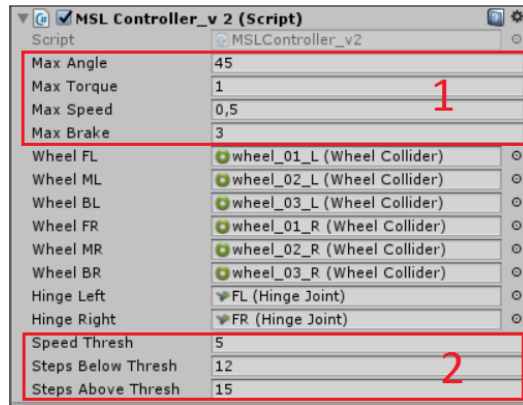 MSL Controller_v 2 (Script)
Script MSLController_v2
Max Angle 45
Max Torque 1
Max Speed 0,5
Max Brake 3
1
Wheel FL wheel_01_L (Wheel Collider)
Wheel ML wheel_02_L (Wheel Collider)
Wheel BL wheel_03_L (Wheel Collider)
Wheel FR wheel_01_R (Wheel Collider)
Wheel MR wheel_02_R (Wheel Collider)
Wheel BR wheel_03_R (Wheel Collider)
Hinge Left FL (Hinge Joint)
Hinge Right FR (Hinge Joint)
Speed Thresh 5
Steps Below Thresh 12
Steps Above Thresh 15
2